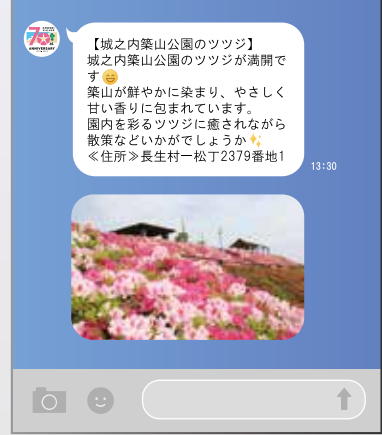 70th
ANNIVERSARY
【城之内築山公園のツツジ】
城之内築山公園のツツジが満開で
す😄
築山が鮮やかに染まり、やさしく
甘い香りに包まれています。
園内を彩るツツジに癒されながら
散策などいかがでしょうか✨
≪住所≫長生村一松丁2379番地1
13:30